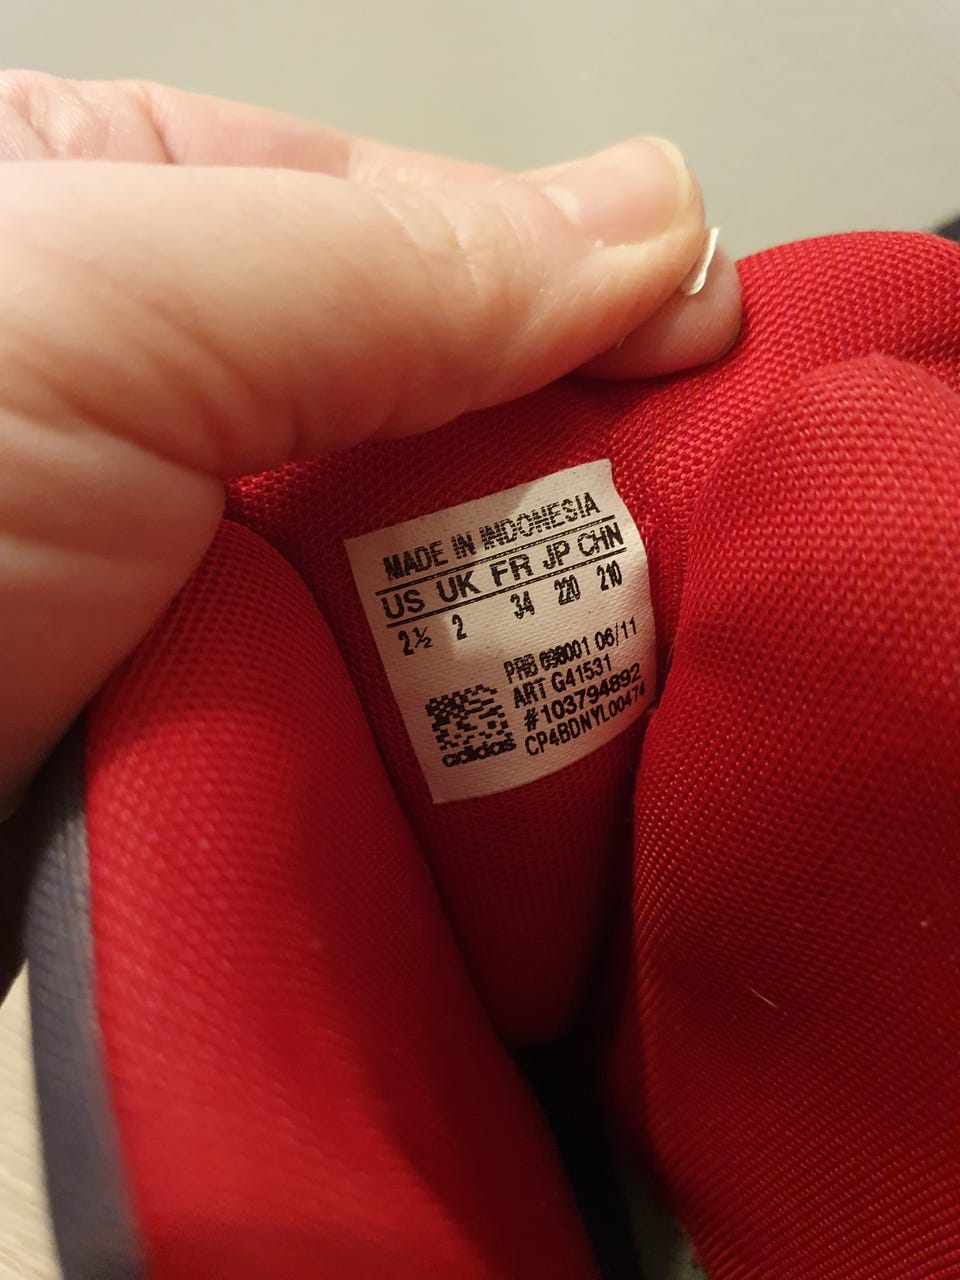 MADE IN INDONESIA
US UK FR JP CHN
2½ 2 34 220 210
PRB 698001 06/11
ART G41531
#103794892
CP4BDNYL00474
adidas